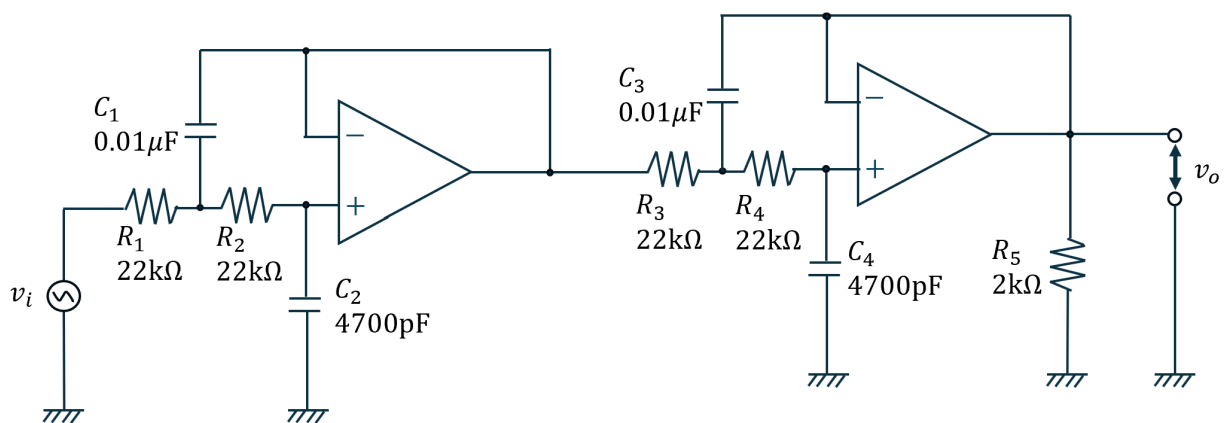 C₁
0.01μF
R₁
22kΩ
R₂
22kΩ
C₂
4700pF
vᵢ
−
+
C₃
0.01μF
R₃
22kΩ
R₄
22kΩ
C₄
4700pF
−
+
R₅
2kΩ
vₒ